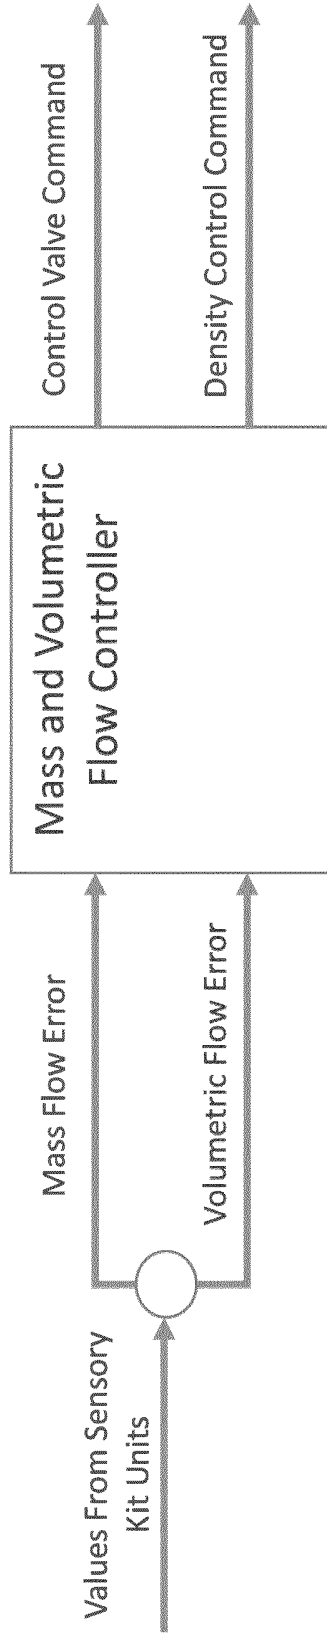 Values From Sensory
Kit Units
Mass Flow Error
Volumetric Flow Error
Mass and Volumetric
Flow Controller
Control Valve Command
Density Control Command